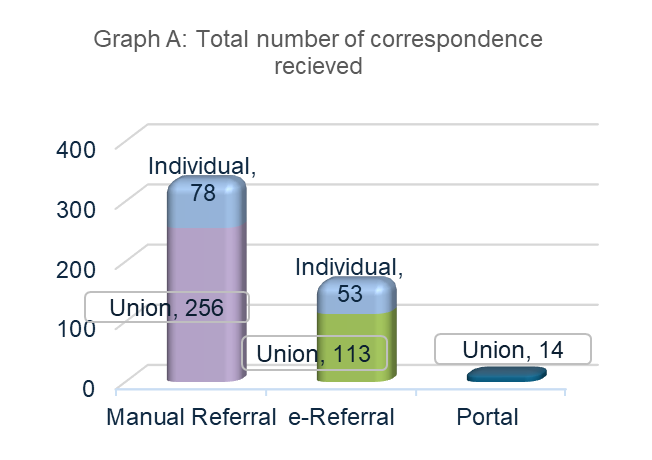 Graph A: Total number of correspondence
recieved
400
300
200
100
0
Individual,
78
Union, 256
Individual,
53
Union, 113
Union, 14
Manual Referral
e-Referral
Portal